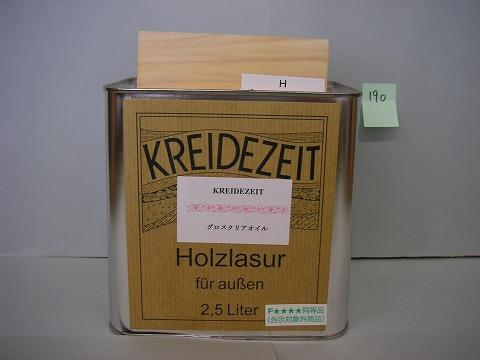 H
190
KREIDEZEIT
KREIDEZEIT
グロスクリアオイル
Holzlasur
für außen
2,5 Liter
F★★★★同等品
(告示対象外商品)